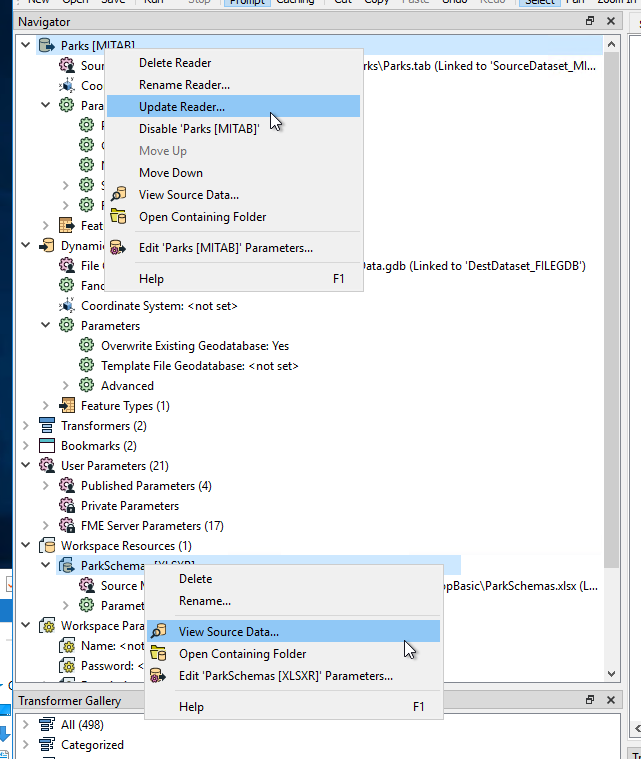 New Open Save Run Stop Prompt Caching Cut Copy Paste Undo Redo Select Pan Zoom In
Navigator
Parks [MITAB]
Delete Reader
Rename Reader...
Update Reader...
Disable 'Parks [MITAB]'
Move Up
Move Down
View Source Data...
Open Containing Folder
Edit 'Parks [MITAB]' Parameters...
Help F1
rks\Parks.tab (Linked to 'SourceDataset_MI...
Sour
Coo
Para
Feat
Dynamic
File G
Data.gdb (Linked to 'DestDataset_FILEGDB')
Fanc
Coordinate System: <not set>
Parameters
Overwrite Existing Geodatabase: Yes
Template File Geodatabase: <not set>
Advanced
Feature Types (1)
Transformers (2)
Bookmarks (2)
User Parameters (21)
Published Parameters (4)
Private Parameters
FME Server Parameters (17)
Workspace Resources (1)
ParkSchemas [XLSXR]
Delete
Rename...
View Source Data...
Open Containing Folder
Edit 'ParkSchemas [XLSXR]' Parameters...
Help F1
Source M
opBasic\ParkSchemas.xlsx (L...
Paramet
Workspace Para
Name: <not
Password: <
Transformer Gallery
All (498)
Categorized